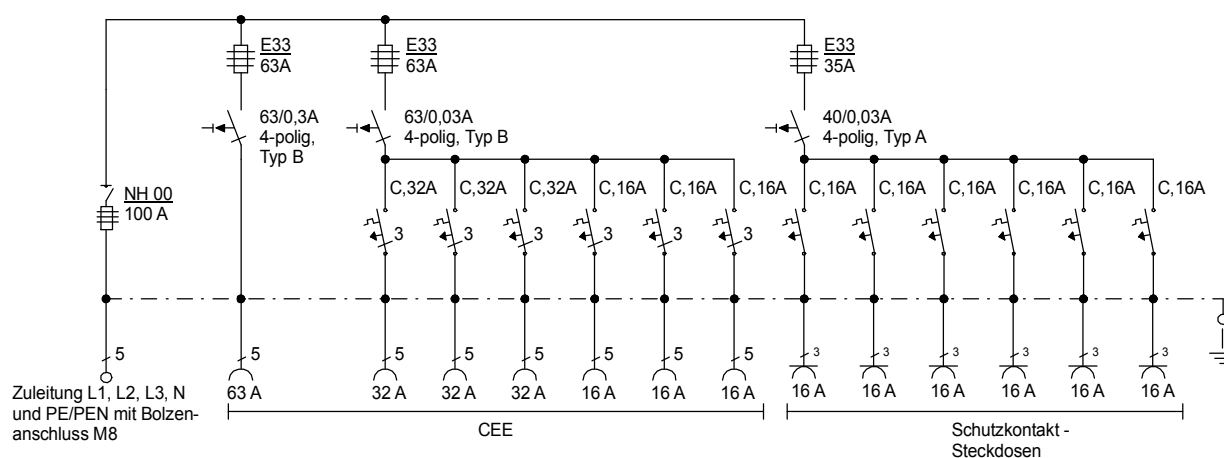 E33
63A
E33
63A
E33
35A
63/0,3A
4-polig,
Typ B
63/0,03A
4-polig, Typ B
40/0,03A
4-polig, Typ A
C,32A
C,32A
C,32A
C,16A
C,16A
C,16A
C,16A
C,16A
C,16A
C,16A
C,16A
C,16A
NH 00
100 A
3
3
3
3
3
3
5
5
5
5
5
5
5
5
3
3
3
3
3
3
Zuleitung L1, L2, L3, N
und PE/PEN mit Bolzen-
anschluss M8
63 A
32 A
32 A
32 A
16 A
16 A
16 A
16 A
16 A
16 A
16 A
16 A
16 A
CEE
Schutzkontakt -
Steckdosen